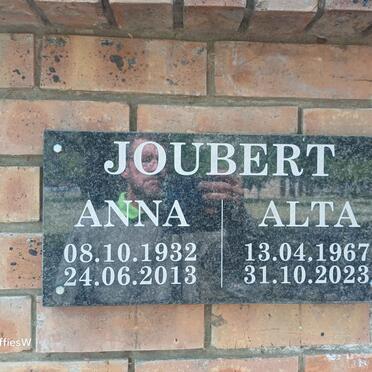 JOUBERT
ANNA ALTA
08.10.1932 13.04.1967
24.06.2013 31.10.2023